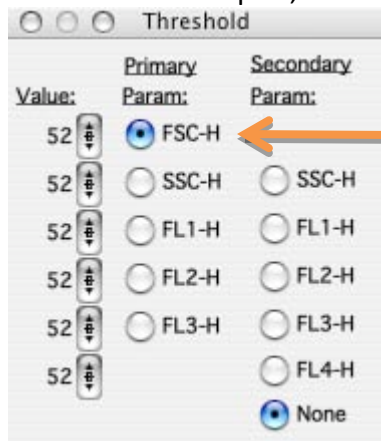 Threshold
Primary Secondary
Value: Param: Param:
52 FSC-H
52 SSC-H SSC-H
52 FL1-H FL1-H
52 FL2-H FL2-H
52 FL3-H FL3-H
52 FL4-H
None